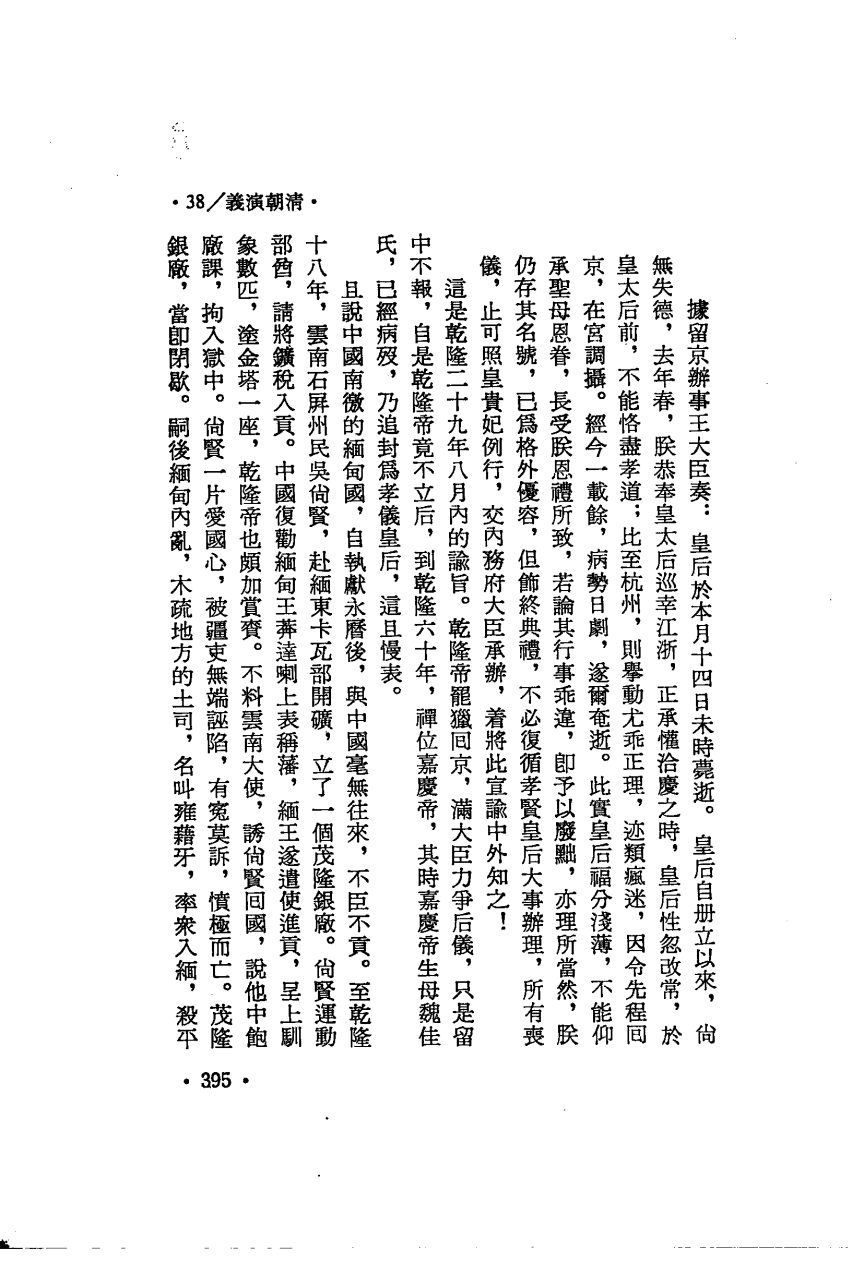 ·38／義演朝清·
據留京辦事王大臣奏：皇后於本月十四日未時薨逝。皇后自册立以來，尙
無失德，去年春，朕恭奉皇太后巡幸江浙，正承懽洽慶之時，皇后性忽改常，於
皇太后前，不能恪盡孝道；比至杭州，則舉動尤乖正理，迹類瘋迷，因令先程囘
京，在宮調攝。經今一載餘，病勢日劇，遂爾奄逝。此實皇后福分淺薄，不能仰
承聖母恩眷，長受朕恩禮所致，若論其行事乖違，卽予以廢黜，亦理所當然，朕
仍存其名號，已爲格外優容，但飾終典禮，不必復循孝賢皇后大事辦理，所有喪
儀，止可照皇貴妃例行，交內務府大臣承辦，着將此宣諭中外知之！
這是乾隆二十九年八月內的諭旨。乾隆帝罷獵囘京，滿大臣力爭后儀，只是留
中不報，自是乾隆帝竟不立后，到乾隆六十年，禪位嘉慶帝，其時嘉慶帝生母魏佳
氏，已經病歿，乃追封爲孝儀皇后，這且慢表。
且說中國南徼的緬甸國，自執獻永曆後，與中國毫無往來，不臣不貢。至乾隆
十八年，雲南石屏州民吳尙賢，赴緬東卡瓦部開礦，立了一個茂隆銀廠。尙賢運動
部酋，請將鑛稅入貢。中國復勸緬甸王莽達喇上表稱藩，緬王遂遣使進貢，呈上馴
象數匹，塗金塔一座，乾隆帝也頗加賞賚。不料雲南大使，誘尙賢囘國，說他中飽
廠課，拘入獄中。尙賢一片愛國心，被疆吏無端誣陷，有寃莫訴，憤極而亡。茂隆
銀廠，當卽閉歇。嗣後緬甸內亂，木疏地方的土司，名叫雍藉牙，率衆入緬，殺平
·395·